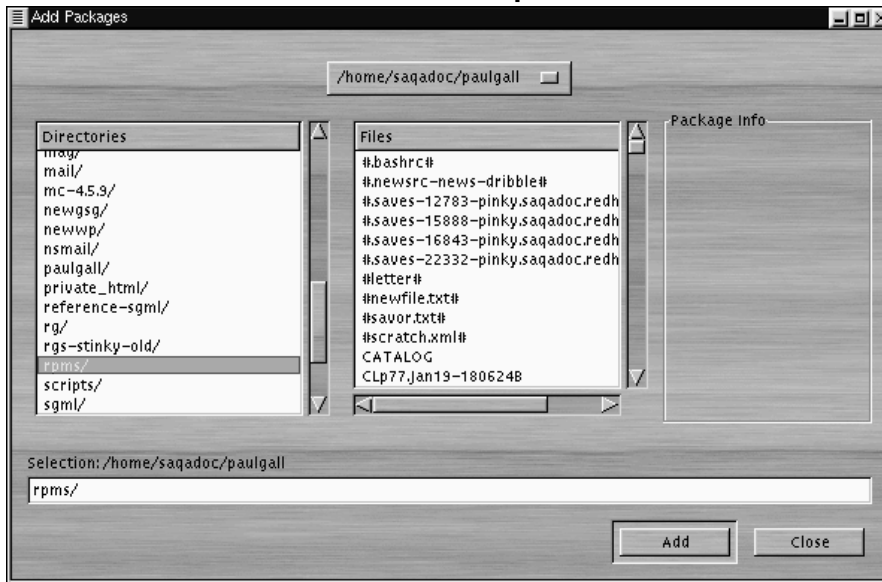 Add Packages
/home/saqadoc/paulgall
Directories
mag/
mail/
mc-4.5.9/
newgsg/
newwp/
nsmail/
paulgall/
private_html/
reference-sgml/
rg/
rgs-stinky-old/
rpms/
scripts/
sgml/
Files
#.bashrc#
#.newsrc-news-dribble#
#.saves-12783-pinky.saqadoc.redh
#.saves-15888-pinky.saqadoc.redh
#.saves-16843-pinky.saqadoc.redh
#.saves-22332-pinky.saqadoc.redh
#letter#
#newfile.txt#
#savor.txt#
#scratch.xml#
CATALOG
CLp77.Jan19-180624B
Package Info
Selection: /home/saqadoc/paulgall
rpms/
Add
Close